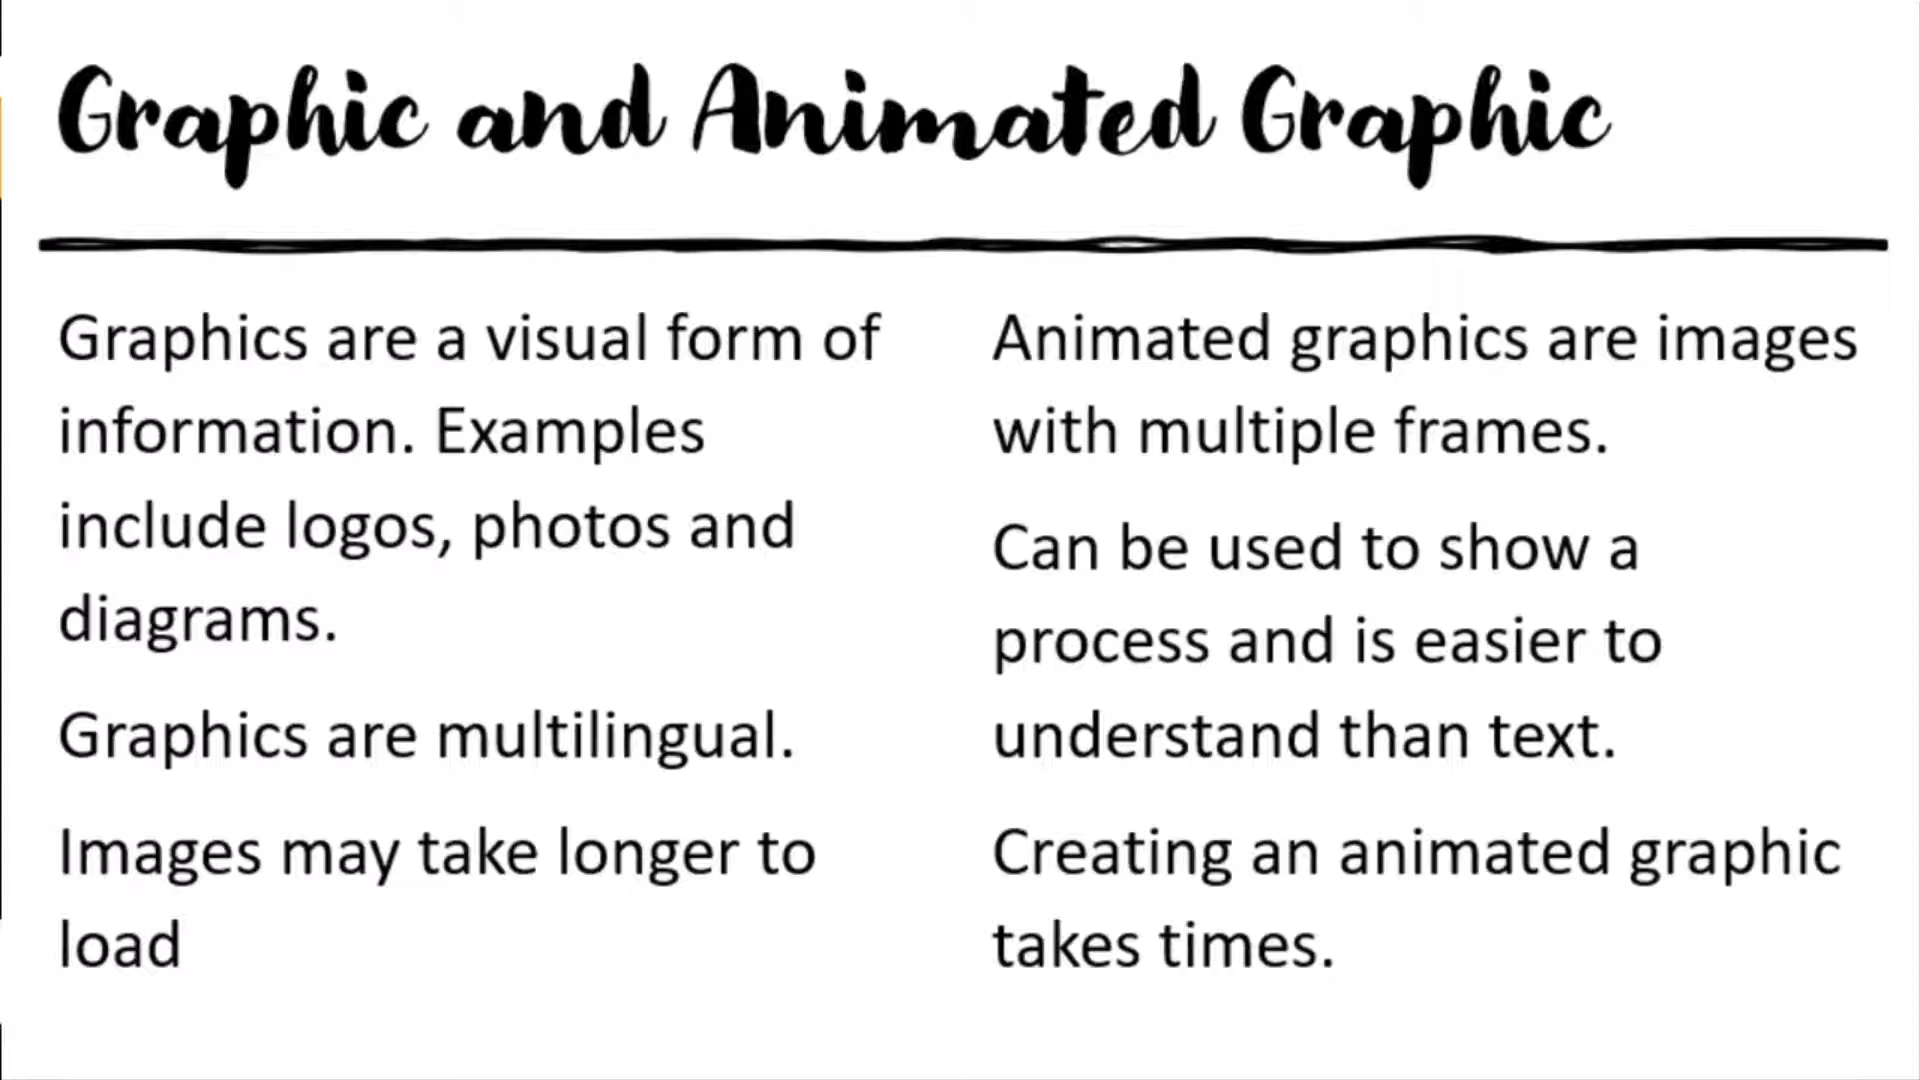 Graphic and Animated Graphic
Graphics are a visual form of
information. Examples
include logos, photos and
diagrams.
Graphics are multilingual.
Images may take longer to
load
Animated graphics are images
with multiple frames.
Can be used to show a
process and is easier to
understand than text.
Creating an animated graphic
takes times.